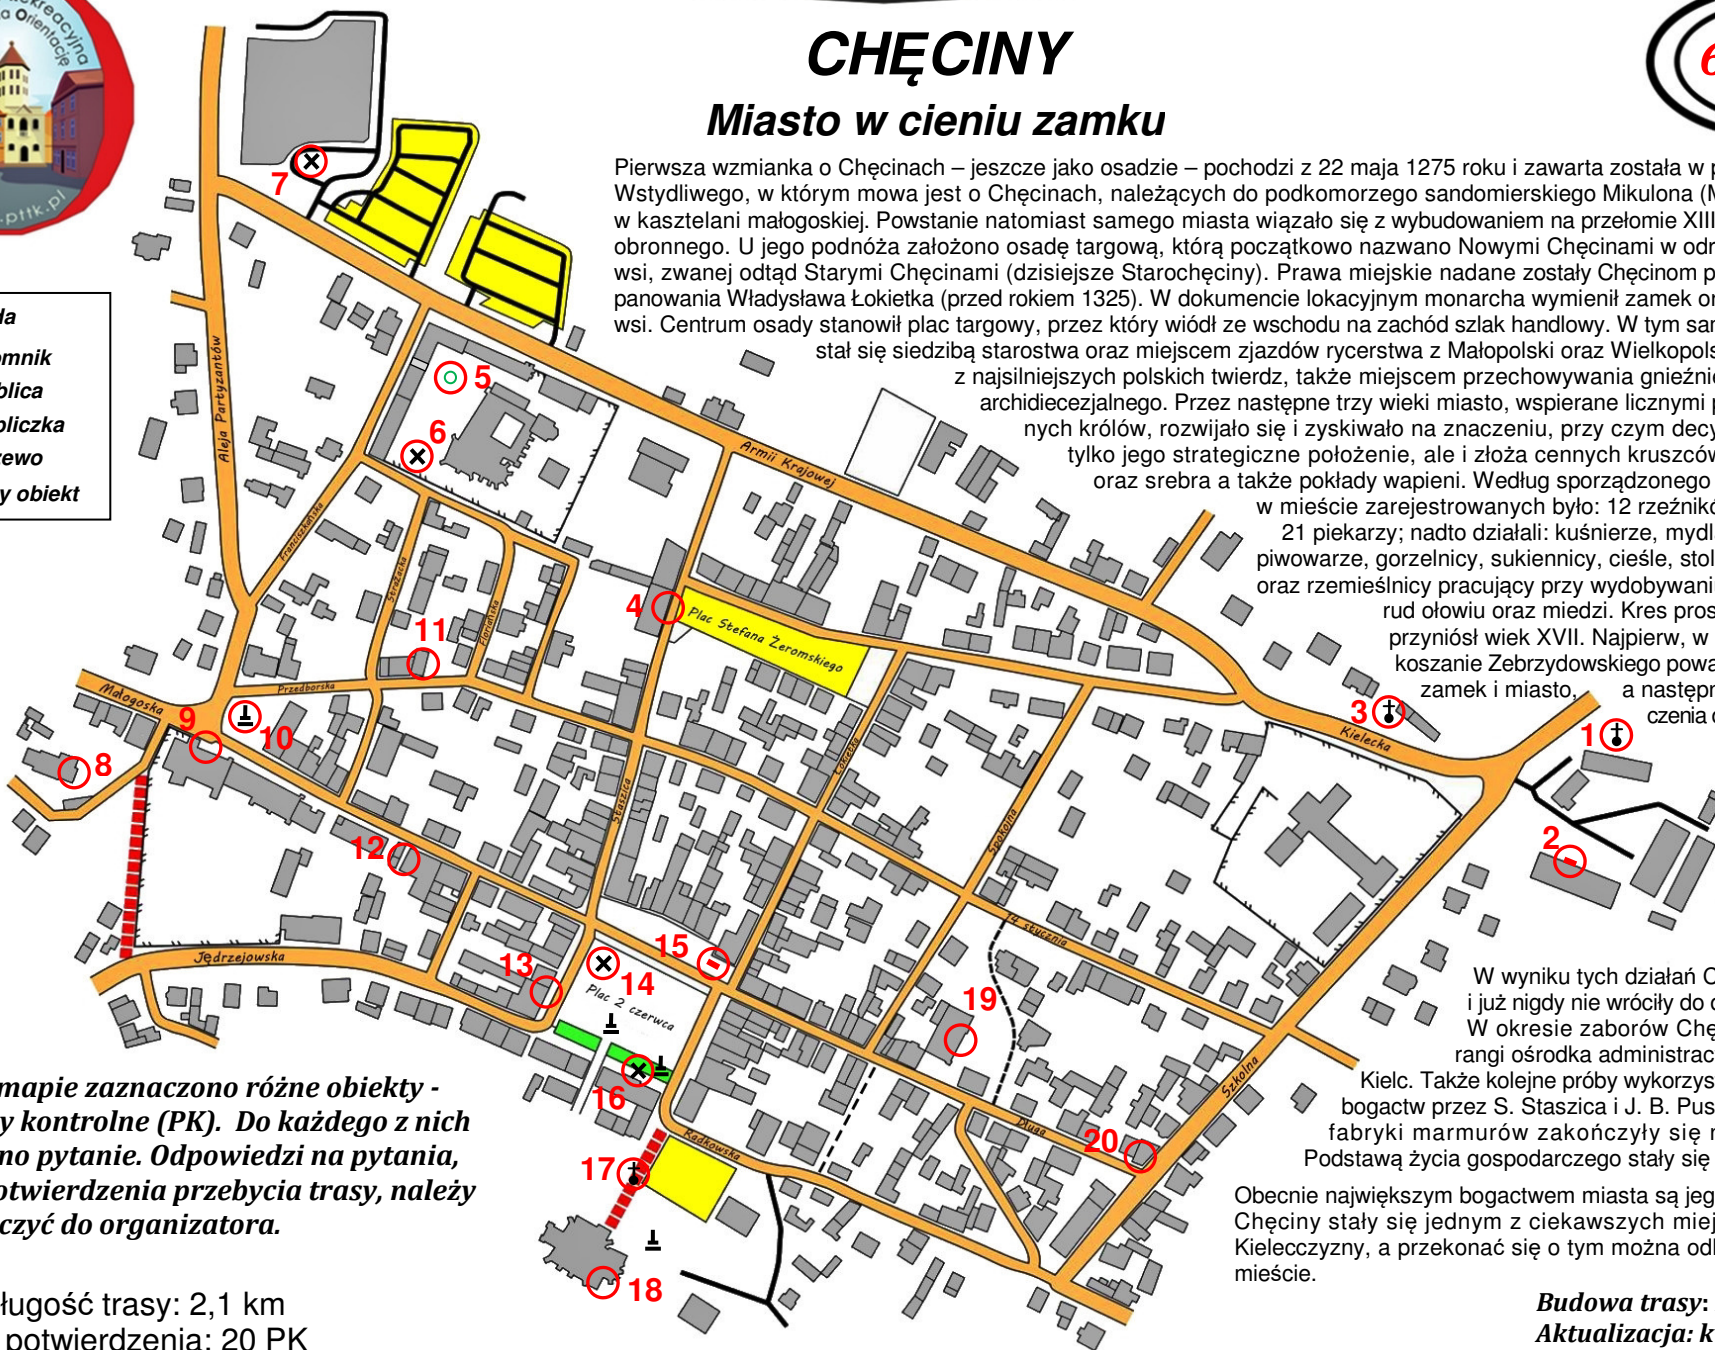 Rekreacyjna
na Orientację
.pttk.pl
CHĘCINY
Miasto w cieniu zamku
6
Pierwsza wzmianka o Chęcinach – jeszcze jako osadzie – pochodzi z 22 maja 1275 roku i zawarta została w p
Wstydliwego, w którym mowa jest o Chęcinach, należących do podkomorzego sandomierskiego Mikulona (M
w kasztelani małogoskiej. Powstanie natomiast samego miasta wiązało się z wybudowaniem na przełomie XIII
obronnego. U jego podnóża założono osadę targową, którą początkowo nazwano Nowymi Chęcinami w odr
wsi, zwanej odtąd Starymi Chęcinami (dzisiejsze Starochęciny). Prawa miejskie nadane zostały Chęcinom p
panowania Władysława Łokietka (przed rokiem 1325). W dokumencie lokacyjnym monarcha wymienił zamek or
wsi. Centrum osady stanowił plac targowy, przez który wiódł ze wschodu na zachód szlak handlowy. W tym sam
stał się siedzibą starostwa oraz miejscem zjazdów rycerstwa z Małopolski oraz Wielkopols
z najsilniejszych polskich twierdz, także miejscem przechowywania gnieźnie
archidiecezjalnego. Przez następne trzy wieki miasto, wspierane licznymi p
nych królów, rozwijało się i zyskiwało na znaczeniu, przy czym decy
tylko jego strategiczne położenie, ale i złoża cennych kruszców
oraz srebra a także pokłady wapieni. Według sporządzonego
w mieście zarejestrowanych było: 12 rzeźnikó
21 piekarzy; nadto działali: kuśnierze, mydl
piwowarze, gorzelnicy, sukiennicy, cieśle, stol
oraz rzemieślnicy pracujący przy wydobywani
rud ołowiu oraz miedzi. Kres pros
przyniósł wiek XVII. Najpierw, w
koszanie Zebrzydowskiego powa
zamek i miasto, a następn
czenia d
da
omnik
blica
pliczka
zewo
y obiekt
7
5
6
4
11
9
10
8
12
13
14
15
16
17
18
19
20
3
1
2
Aleja Partyzantów
Franciszkańska
Strażacka
Floriańska
Armii Krajowej
Plac Stefana Żeromskiego
Przedborska
Małogoska
Staszica
Łokietka
Spokojna
Kielecka
14 stycznia
Jędrzejowska
Plac 2 czerwca
Radkowska
Długa
Szkolna
W wyniku tych działań C
i już nigdy nie wróciły do d
W okresie zaborów Chę
rangi ośrodka administrac
Kielc. Także kolejne próby wykorzys
bogactw przez S. Staszica i J. B. Pus
fabryki marmurów zakończyły się n
Podstawą życia gospodarczego stały się
Obecnie największym bogactwem miasta są jeg
Chęciny stały się jednym z ciekawszych miej
Kielecczyzny, a przekonać się o tym można odl
mieście.
mapie zaznaczono różne obiekty -
y kontrolne (PK). Do każdego z nich
no pytanie. Odpowiedzi na pytania,
otwierdzenia przebycia trasy, należy
czyć do organizatora.
ługość trasy: 2,1 km
potwierdzenia: 20 PK
Budowa trasy:
Aktualizacja: k